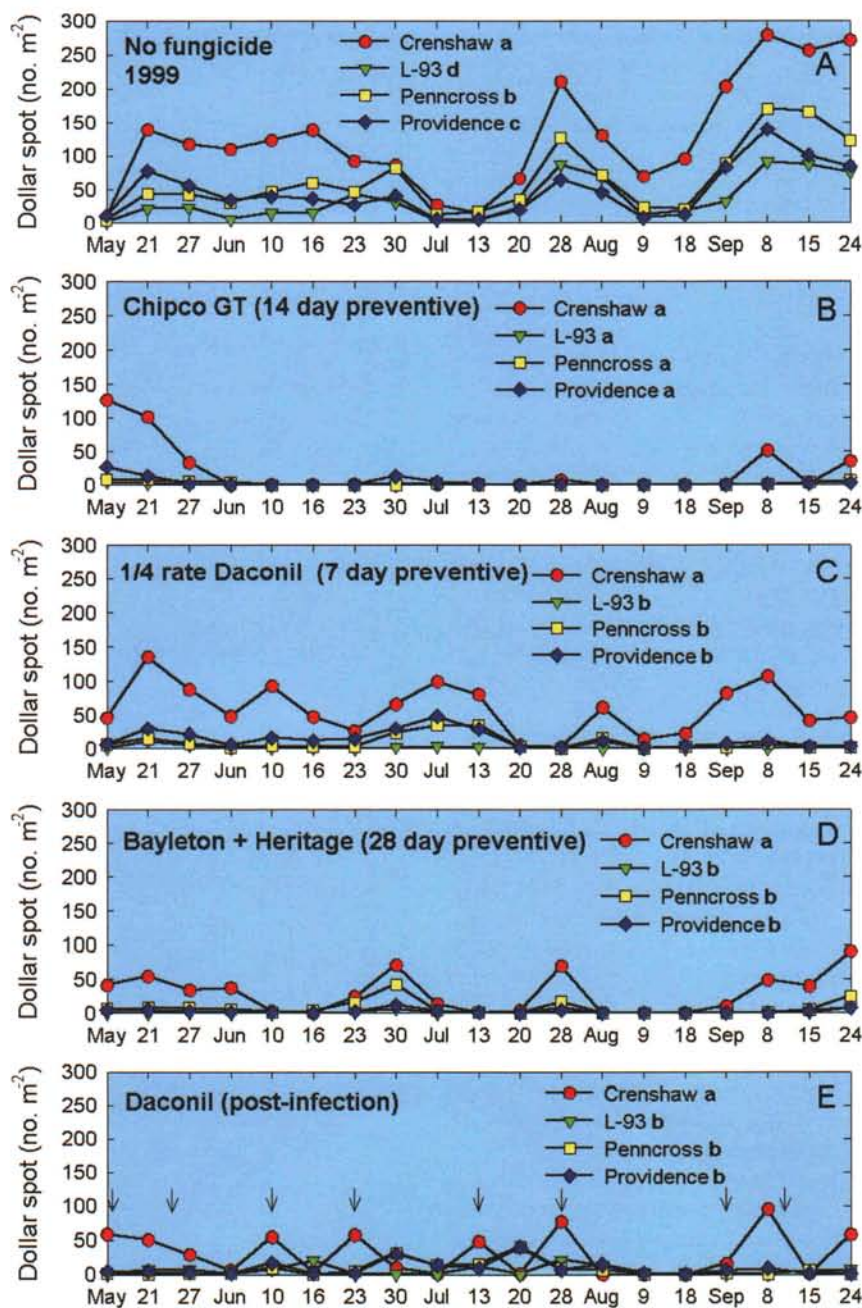 No fungicide
1999
Crenshaw a
L-93 d
Penncross b
Providence c
A
Dollar spot (no. m-2)
300
250
200
150
100
50
0
May 21 27 Jun 10 16 23 30 Jul 13 20 28 Aug 9 18 Sep 8 15 24
Chipco GT (14 day preventive)
Crenshaw a
L-93 a
Penncross a
Providence a
B
Dollar spot (no. m-2)
300
250
200
150
100
50
0
May 21 27 Jun 10 16 23 30 Jul 13 20 28 Aug 9 18 Sep 8 15 24
1/4 rate Daconil (7 day preventive)
Crenshaw a
L-93 b
Penncross b
Providence b
C
Dollar spot (no. m-2)
300
250
200
150
100
50
0
May 21 27 Jun 10 16 23 30 Jul 13 20 28 Aug 9 18 Sep 8 15 24
Bayleton + Heritage (28 day preventive)
Crenshaw a
L-93 b
Penncross b
Providence b
D
Dollar spot (no. m-2)
300
250
200
150
100
50
0
May 21 27 Jun 10 16 23 30 Jul 13 20 28 Aug 9 18 Sep 8 15 24
Daconil (post-infection)
Crenshaw a
L-93 b
Penncross b
Providence b
E
Dollar spot (no. m-2)
300
250
200
150
100
50
0
May 21 27 Jun 10 16 23 30 Jul 13 20 28 Aug 9 18 Sep 8 15 24